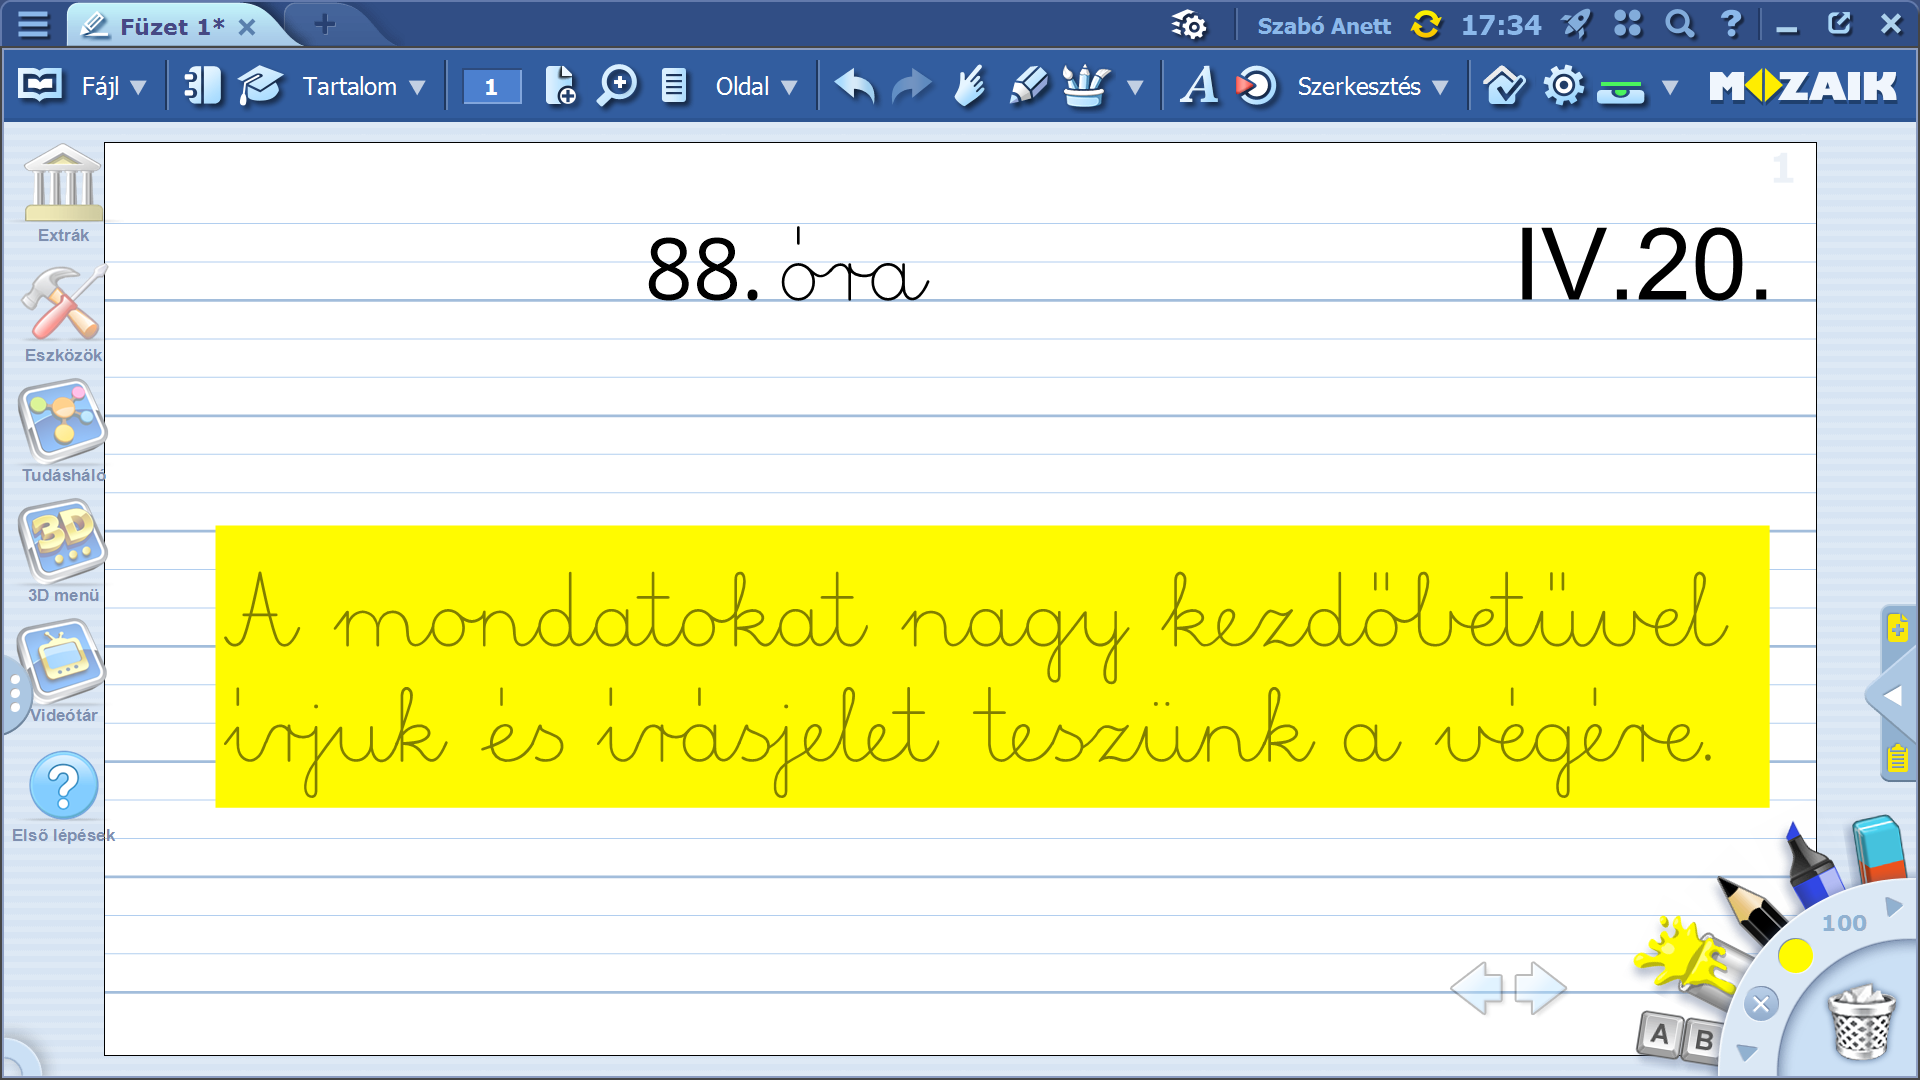 Füzet 1*
Szabó Anett
17:34
?
Fájl
Tartalom
1
Oldal
A
Szerkesztés
MOZAIK
1
Extrák
Eszközök
Tudásháló
3D
3D menü
Videótár
?
Első lépések
88. óra
IV.20.
A mondatokat nagy kezdőbetűvel
írjuk és írásjelet teszünk a végére.
100
A B